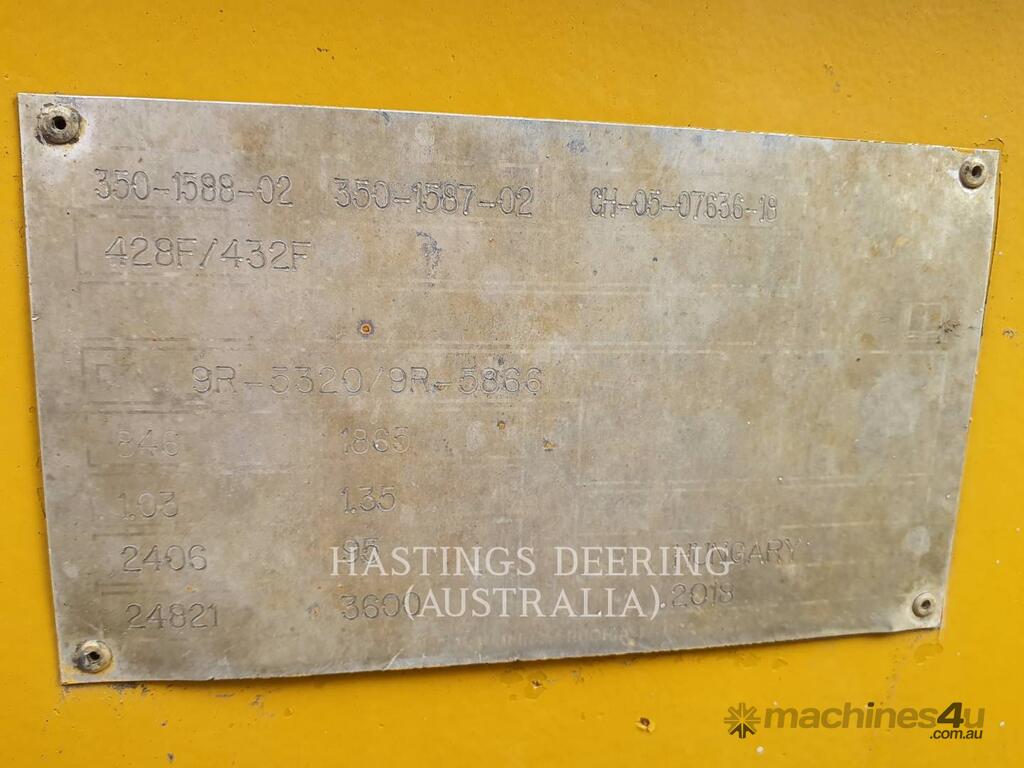 350-1588-02 350-1587-02 CH-05-07636-18
428F/432F
9R-5320/9R-5866
846 1865
1.03 1.35
2406 95 HUNGARY
24821 3600 2018
HASTINGS DEERING
(AUSTRALIA)
machines4u
.com.au